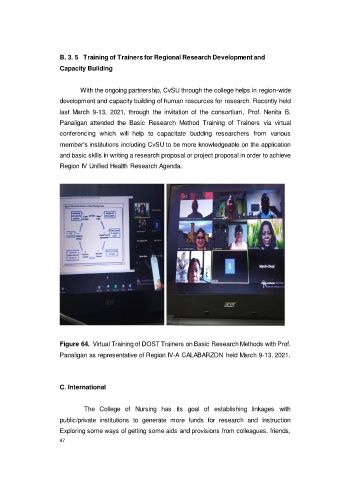 B. 3. 5 Training of Trainers for Regional Research Development and
Capacity Building
With the ongoing partnership, CvSU through the college helps in region-wide
development and capacity building of human resources for research. Recently held
last March 9-13, 2021, through the invitation of the consortium, Prof. Nenita B.
Panaligan attended the Basic Research Method Training of Trainers via virtual
conferencing which will help to capacitate budding researchers from various
member's institutions including CvSU to be more knowledgeable on the application
and basic skills in writing a research proposal or project proposal in order to achieve
Region IV Unified Health Research Agenda.
acer
acer
Figure 64. Virtual Training of DOST Trainers on Basic Research Methods with Prof.
Panaligan as representative of Region IV-A CALABARZON held March 9-13, 2021.
C. International
The College of Nursing has its goal of establishing linkages with
public/private institutions to generate more funds for research and Instruction
Exploring some ways of getting some aids and provisions from colleagues, friends,
47